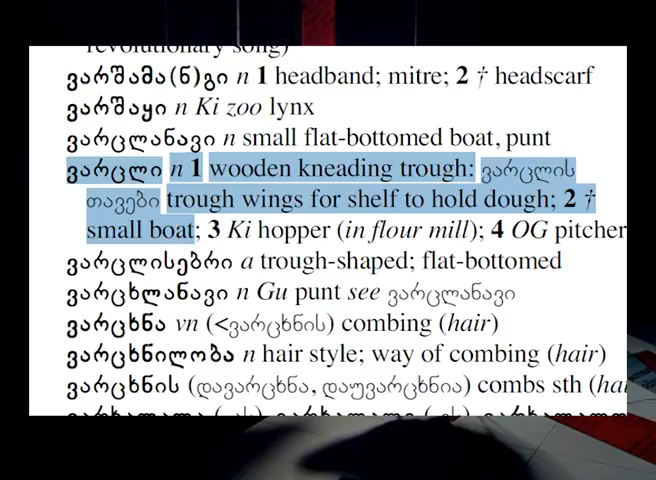 revolutionary song)
ვარშამა(ნ)გი n 1 headband; mitre; 2 † headscarf
ვარშაყი n Ki zoo lynx
ვარცლანავი n small flat-bottomed boat, punt
ვარცლი n 1 wooden kneading trough: ვარცლის
თავები trough wings for shelf to hold dough; 2 †
small boat; 3 Ki hopper (in flour mill); 4 OG pitcher
ვარცლისებრი a trough-shaped; flat-bottomed
ვარცხლანავი n Gu punt see ვარცლანავი
ვარცხნა vn (<ვარცხნის) combing (hair)
ვარცხნილობა n hair style; way of combing (hair)
ვარცხნის (დავარცხნა, დაუვარცხნია) combs sth